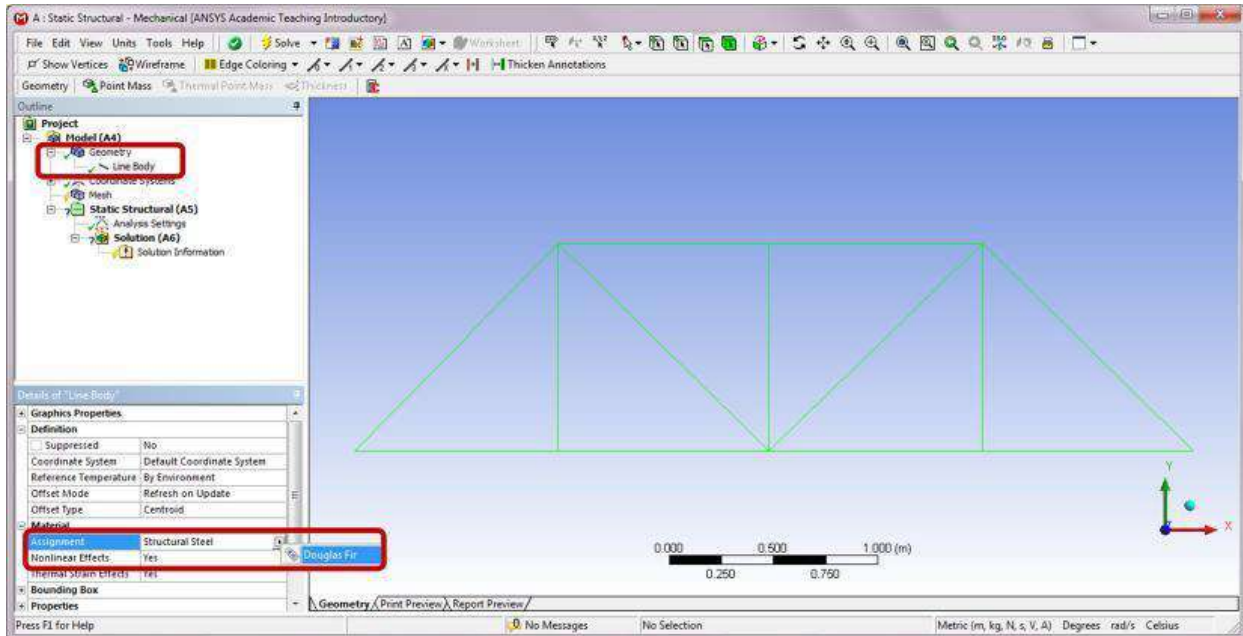 A : Static Structural - Mechanical [ANSYS Academic Teaching Introductory]
File Edit View Units Tools Help Solve Worksheet
Show Vertices Wireframe Edge Coloring Thicken Annotations
Geometry Point Mass Thermal Point Mass Thickness
Outline
Project
Model (A4)
Geometry
Line Body
Coordinate Systems
Mesh
Static Structural (A5)
Analysis Settings
Solution (A6)
Solution Information
Details of "Line Body"
Graphics Properties
Definition
Suppressed No
Coordinate System Default Coordinate System
Reference Temperature By Environment
Offset Mode Refresh on Update
Offset Type Centroid
Material
Assignment Structural Steel
Douglas Fir
Nonlinear Effects Yes
Thermal Strain Effects Yes
Bounding Box
Properties
Y
X
0.000 0.500 1.000 (m)
0.250 0.750
Geometry Print Preview Report Preview
Press F1 for Help 0 No Messages No Selection Metric (m, kg, N, s, V, A) Degrees rad/s Celsius